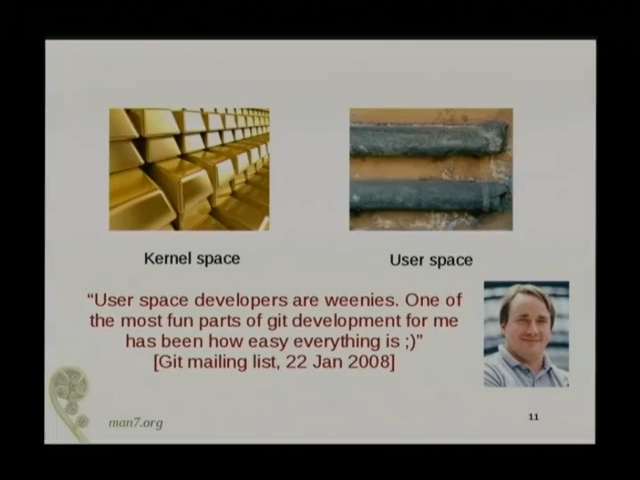 Kernel space
User space
“User space developers are weenies. One of
the most fun parts of git development for me
has been how easy everything is ;)”
[Git mailing list, 22 Jan 2008]
man7.org
11